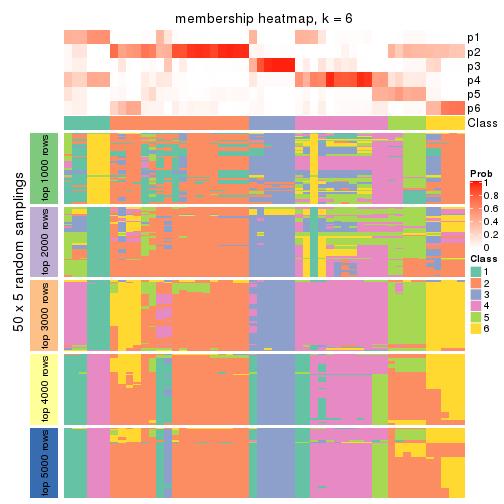 membership heatmap, k = 6
p1
p2
p3
p4
p5
p6
Class
50 x 5 random samplings
top 1000 rows
top 2000 rows
top 3000 rows
top 4000 rows
top 5000 rows
Prob
1
0.8
0.6
0.4
0.2
0
Class
1
2
3
4
5
6